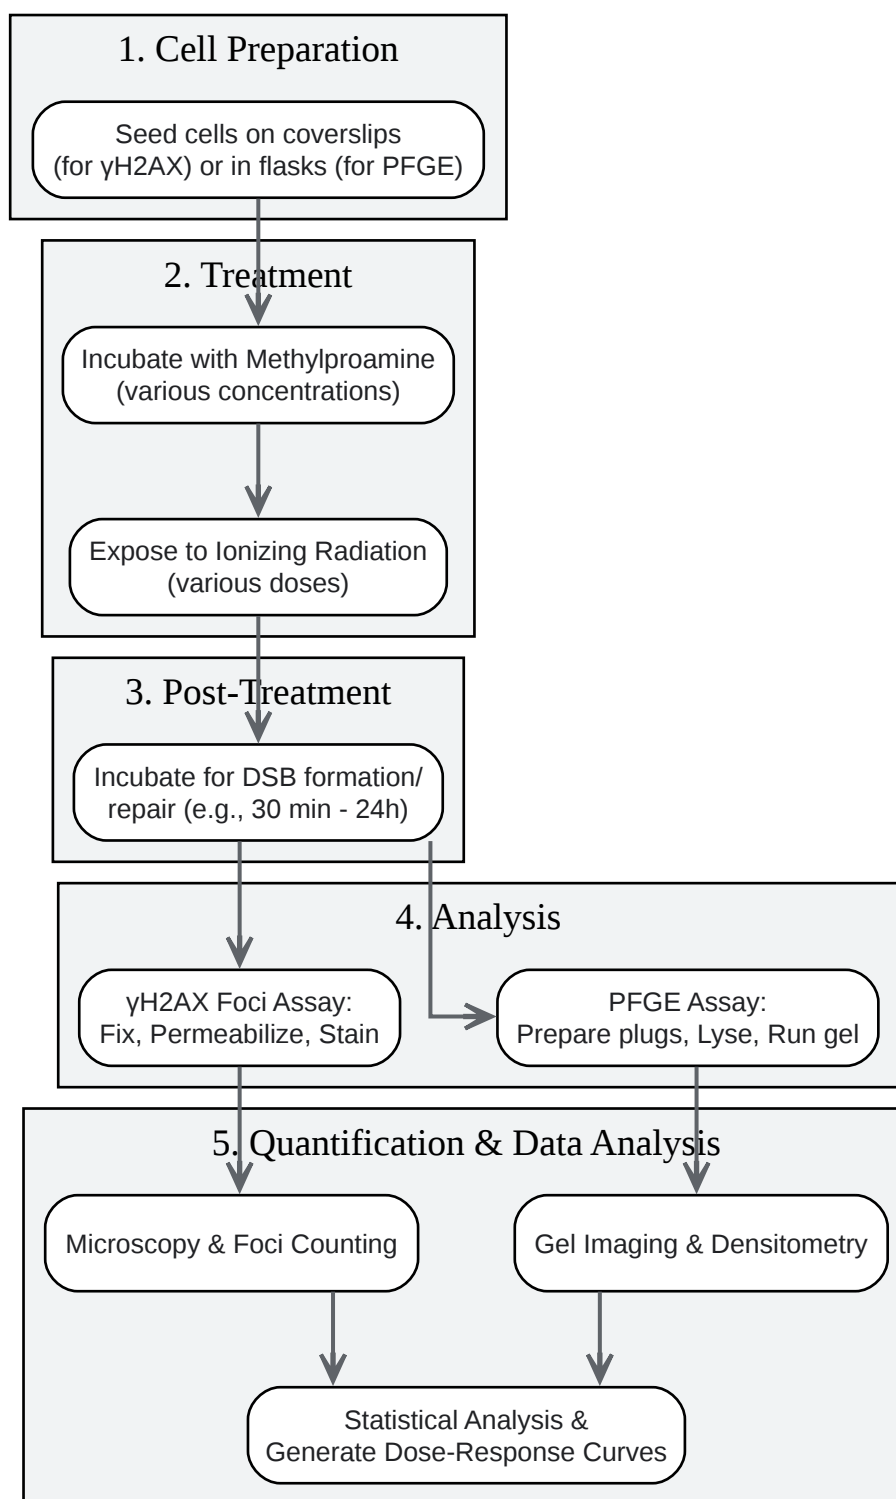 1. Cell Preparation
Seed cells on coverslips
(for γH2AX) or in flasks (for PFGE)
2. Treatment
Incubate with Methylproamine
(various concentrations)
Expose to Ionizing Radiation
(various doses)
3. Post-Treatment
Incubate for DSB formation/
repair (e.g., 30 min - 24h)
4. Analysis
γH2AX Foci Assay:
Fix, Permeabilize, Stain
PFGE Assay:
Prepare plugs, Lyse, Run gel
5. Quantification & Data Analysis
Microscopy & Foci Counting
Gel Imaging & Densitometry
Statistical Analysis &
Generate Dose-Response Curves